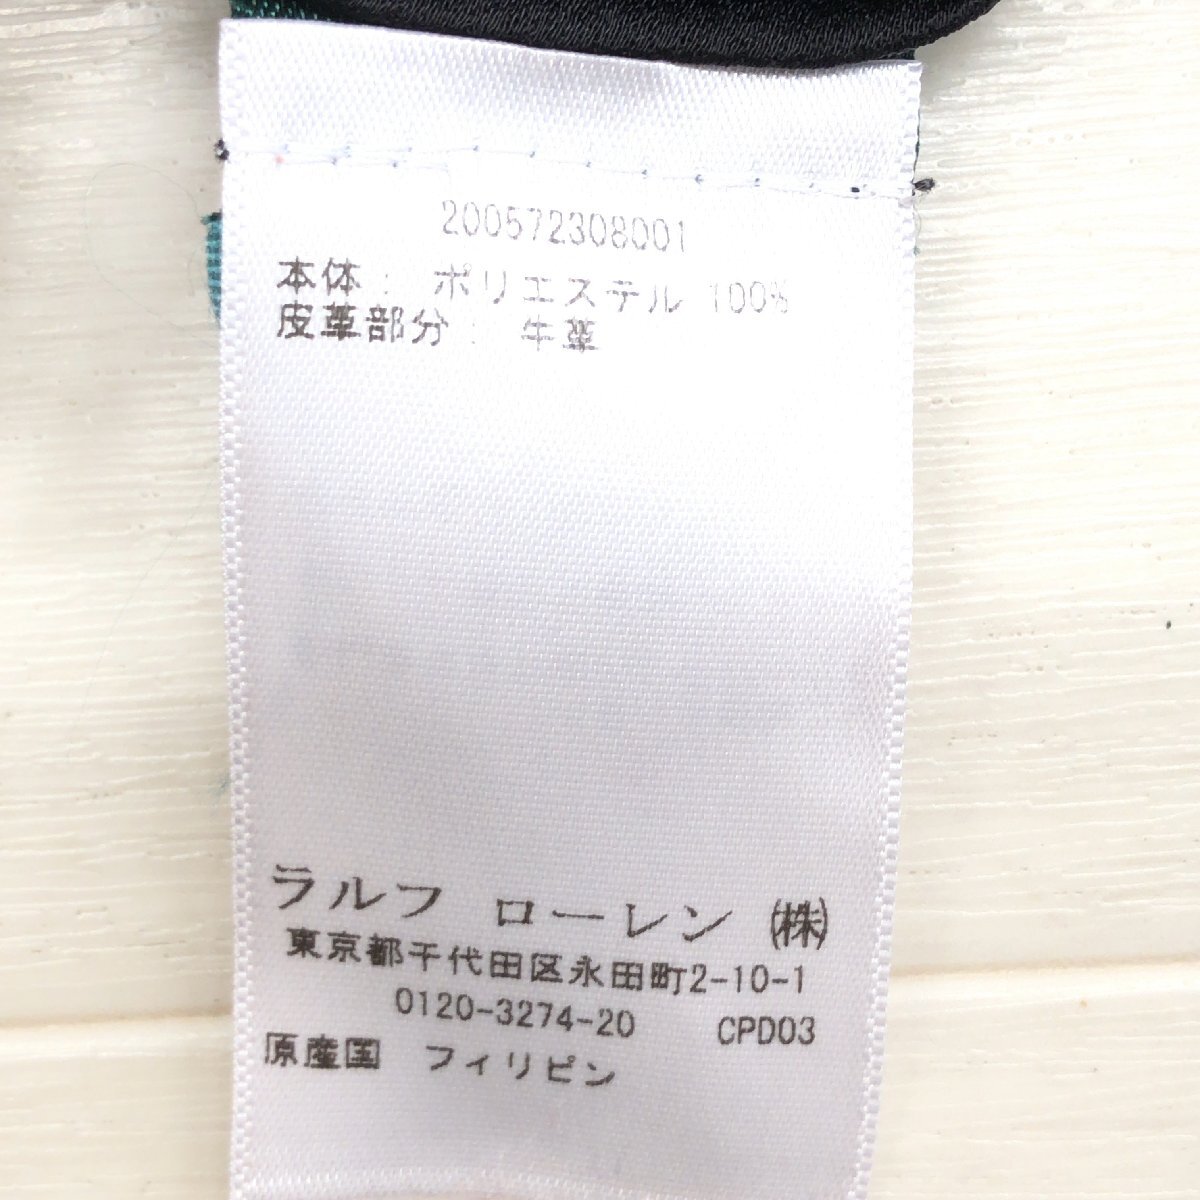 200572308001
本体： ポリエステル 100%
皮革部分： 牛革
ラルフ ローレン ㈱
東京都千代田区永田町2-10-1
0120-3274-20 CPD03
原産国 フィリピン